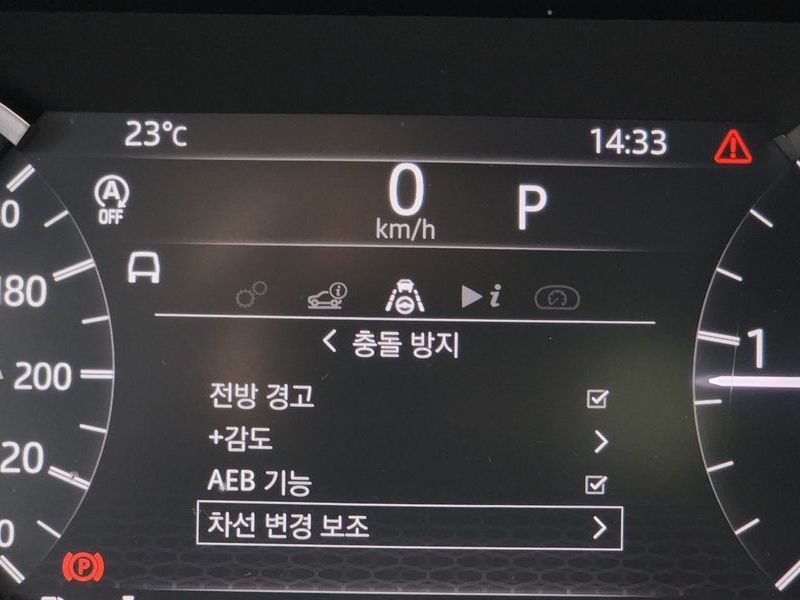 23°C 14:33
A
OFF
0 P
km/h
180
i
i
충돌 방지
전방 경고
+감도
200
1
AEB 기능
차선 변경 보조
P